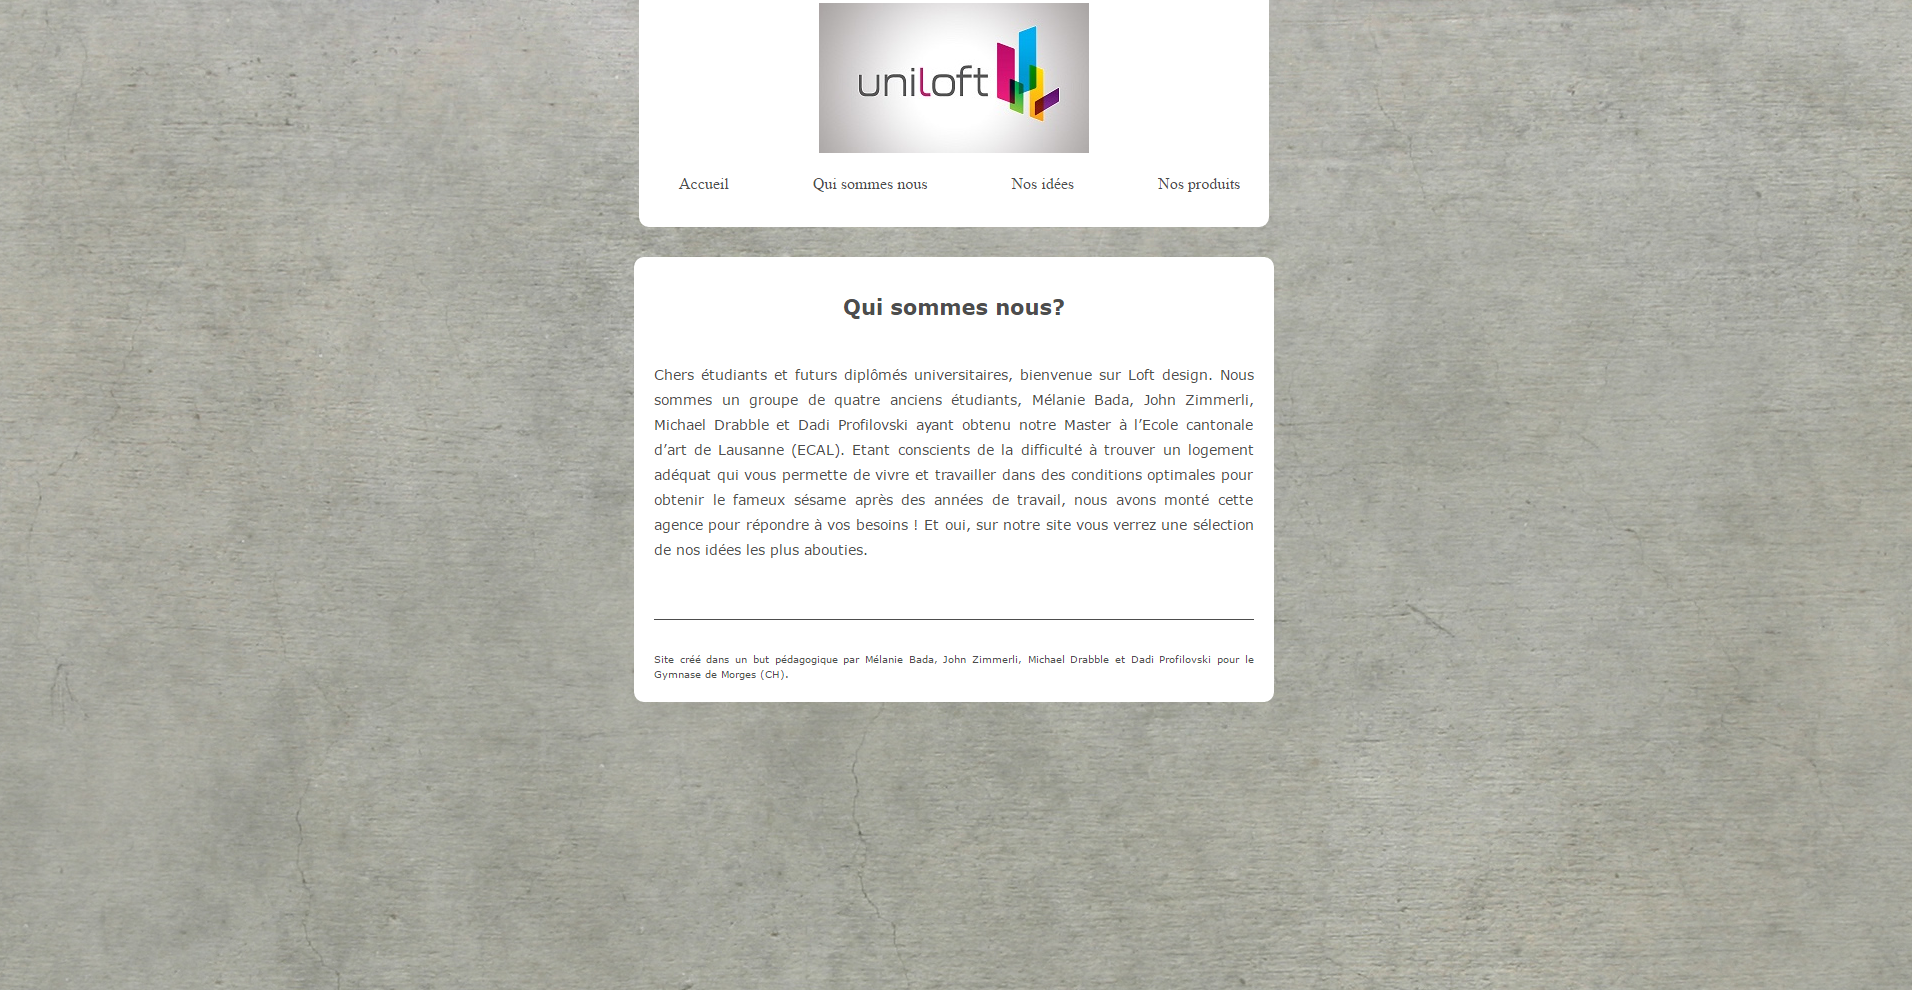 uniloft
Accueil Qui sommes nous Nos idées Nos produits
Qui sommes nous?
Chers étudiants et futurs diplômés universitaires, bienvenue sur Loft design. Nous
sommes un groupe de quatre anciens étudiants, Mélanie Bada, John Zimmerli,
Michael Drabble et Dadi Profilovski ayant obtenu notre Master à l’Ecole cantonale
d’art de Lausanne (ECAL). Etant conscients de la difficulté à trouver un logement
adéquat qui vous permette de vivre et travailler dans des conditions optimales pour
obtenir le fameux sésame après des années de travail, nous avons monté cette
agence pour répondre à vos besoins ! Et oui, sur notre site vous verrez une sélection
de nos idées les plus abouties.
Site créé dans un but pédagogique par Mélanie Bada, John Zimmerli, Michael Drabble et Dadi Profilovski pour le
Gymnase de Morges (CH).